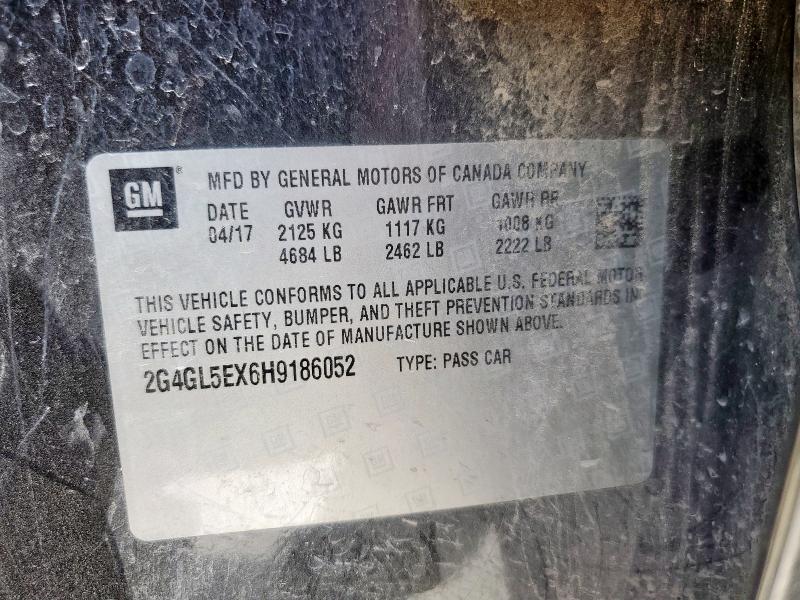 GM ® MFD BY GENERAL MOTORS OF CANADA COMPANY
DATE GVWR GAWR FRT GAWR RR
04/17 2125 KG 1117 KG 1008 KG
4684 LB 2462 LB 2222 LB
THIS VEHICLE CONFORMS TO ALL APPLICABLE U.S. FEDERAL MOTOR
VEHICLE SAFETY, BUMPER, AND THEFT PREVENTION STANDARDS IN
EFFECT ON THE DATE OF MANUFACTURE SHOWN ABOVE.
2G4GL5EX6H9186052 TYPE: PASS CAR